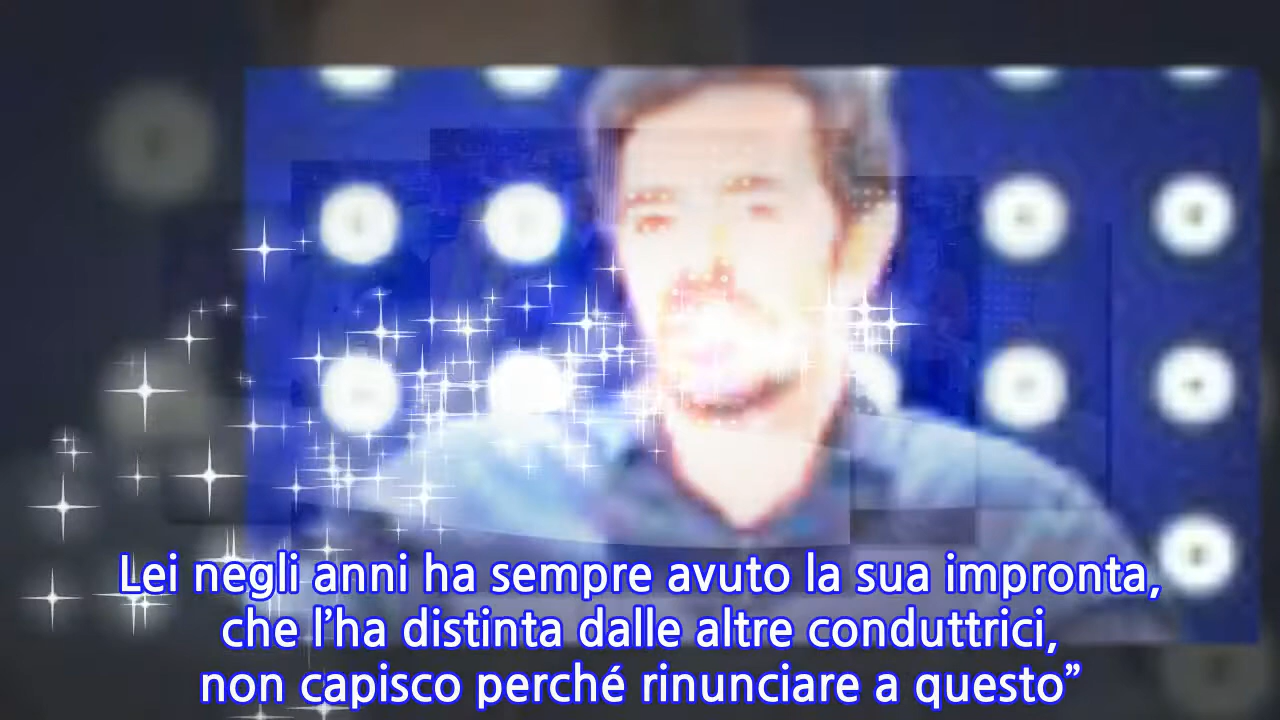 Lei negli anni ha sempre avuto la sua impronta,
che l’ha distinta dalle altre conduttrici,
non capisco perché rinunciare a questo”